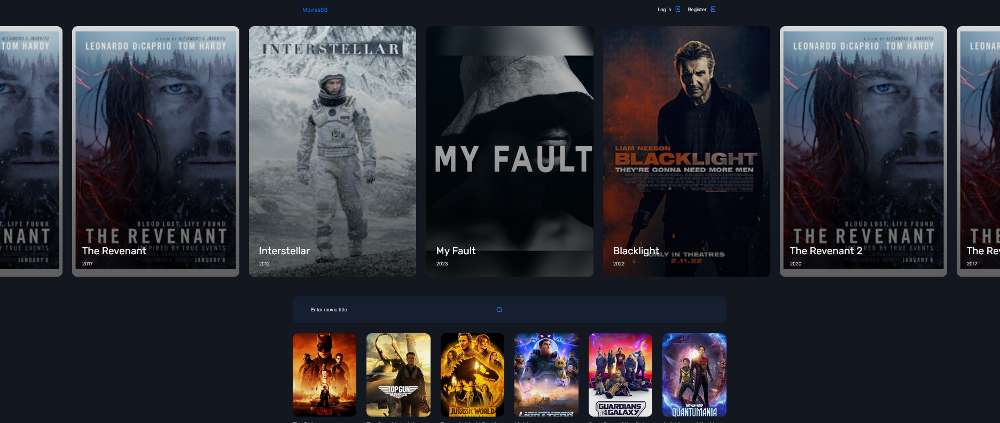 MoviesDB
Log in
Register
A FILM BY ALEJANDRO G. IÑÁRRITU
TOM HARDY
LIFE FOUND.
NANT
BY TRUE EVENTS
JANUARY 8
A FILM BY ALEJANDRO G. IÑÁRRITU
LEONARDO DiCAPRIO TOM HARDY
BLOOD LOST. LIFE FOUND.
THE REVENANT
INSPIRED BY TRUE EVENTS
JANUARY 8
The Revenant
2017
INTERSTELLAR
Interstellar
2012
MY FAULT
My Fault
2023
LIAM NEESON
BLACKLIGHT
THEY'RE GONNA NEED MORE MEN
ONLY IN THEATRES
2.11.22
Blacklight
2022
A FILM BY ALEJANDRO G. IÑÁRRITU
LEONARDO DiCAPRIO TOM HARDY
BLOOD LOST. LIFE FOUND.
THE REVENANT
INSPIRED BY TRUE EVENTS
JANUARY 8
The Revenant 2
2020
LEONAR
THE
The Rev
2017
Enter movie title
BATMAN
TOP GUN
MAVERICK
JURASSIC WORLD
LIGHTYEAR
GUARDIANS
OF THE GALAXY
ANT-MAN AND THE WASP
QUANTUMANIA